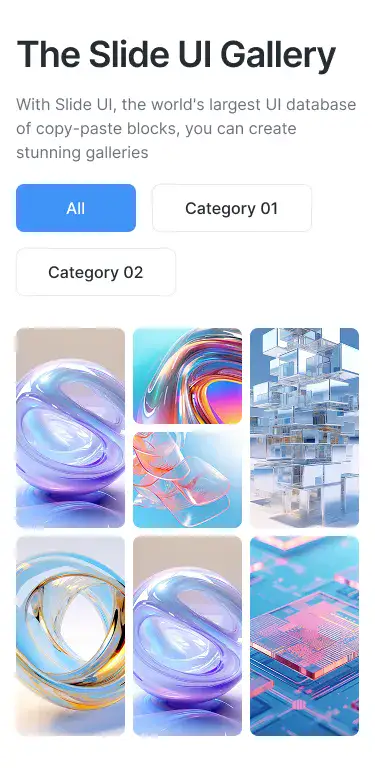 The Slide UI Gallery
With Slide UI, the world's largest UI database
of copy-paste blocks, you can create
stunning galleries
All
Category 01
Category 02